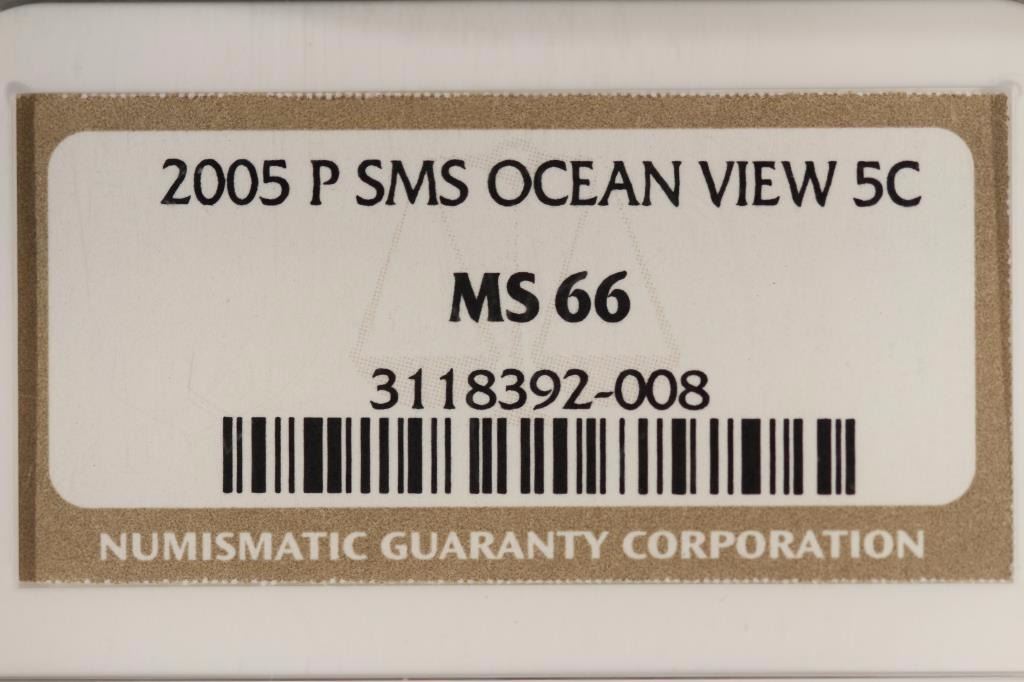 2005 P SMS OCEAN VIEW 5C
MS 66
3118392-008
NUMISMATIC GUARANTY CORPORATION